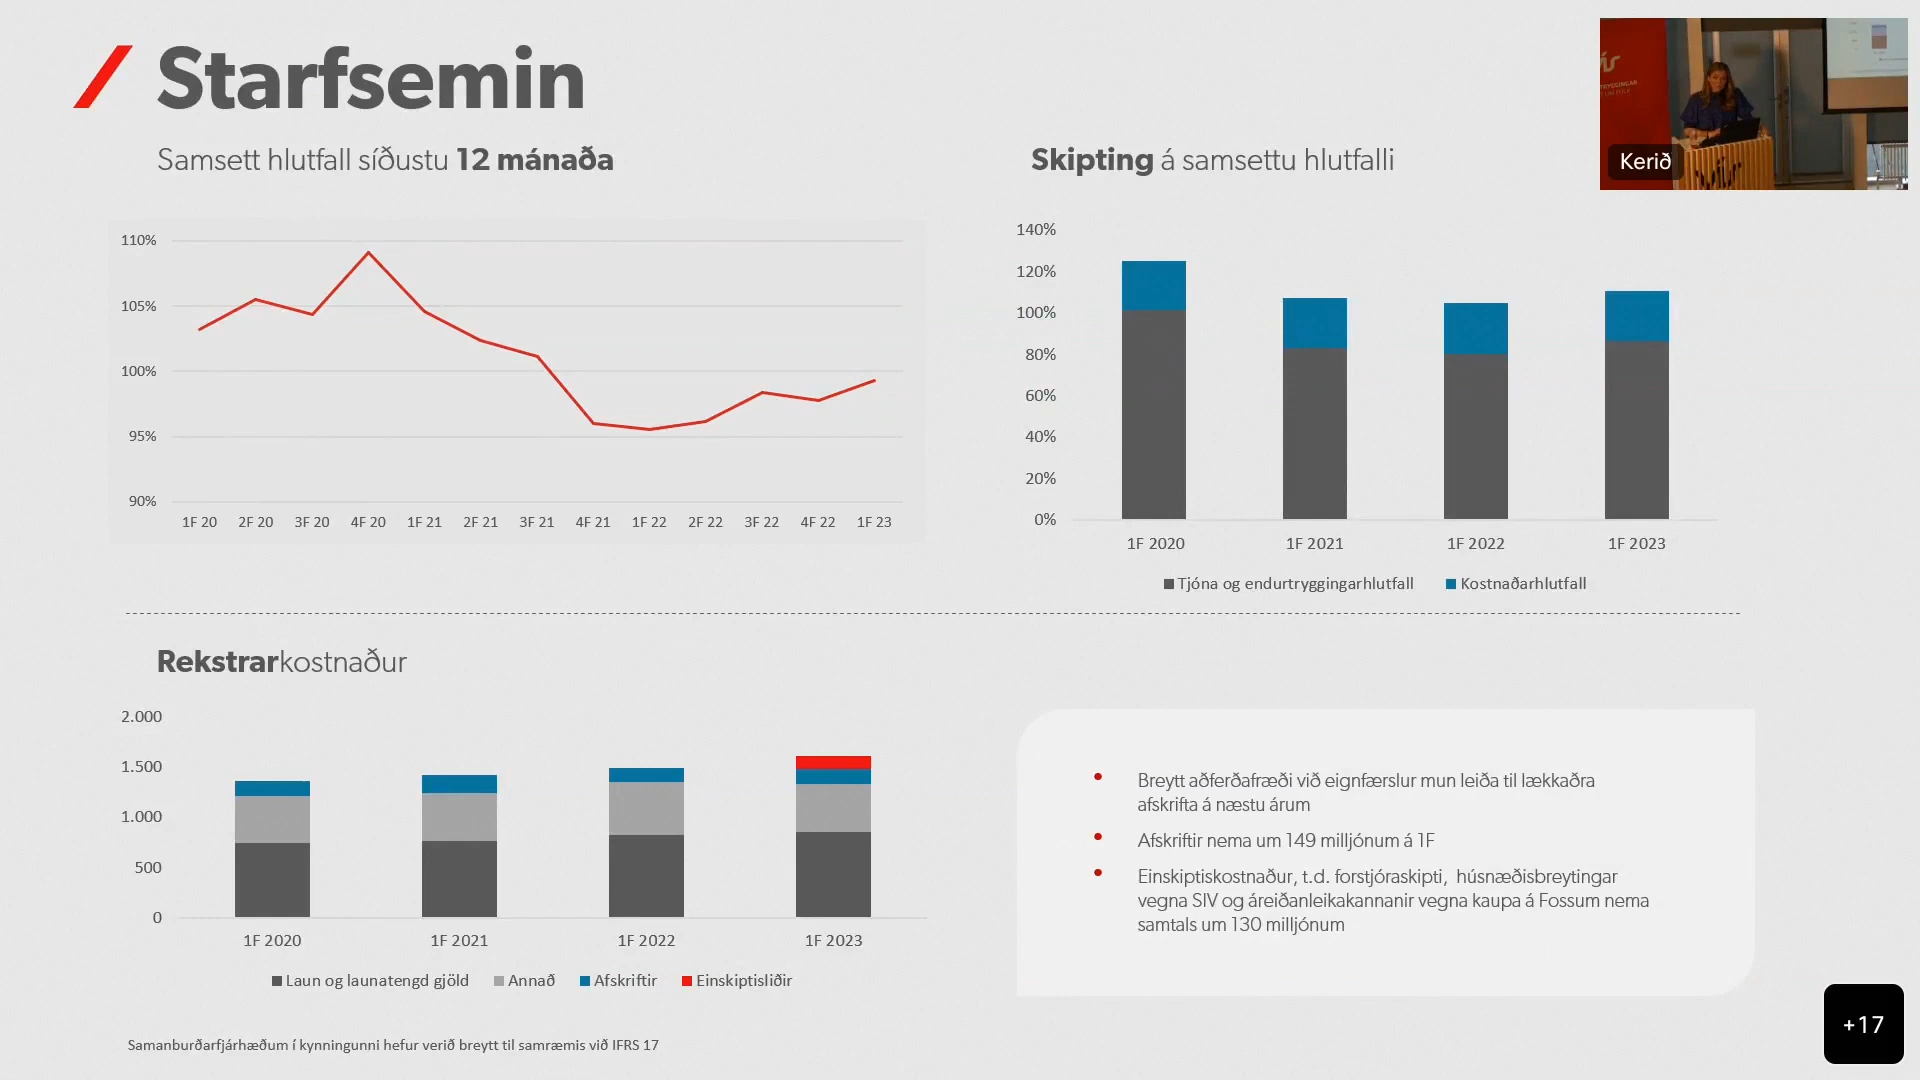 Starfsemin
Samsett hlutfall síðustu 12 mánaða
110%
105%
100%
95%
90%
1F 20 2F 20 3F 20 4F 20 1F 21 2F 21 3F 21 4F 21 1F 22 2F 22 3F 22 4F 22 1F 23
Skipting á samsettu hlutfalli
140%
120%
100%
80%
60%
40%
20%
0%
1F 2020 1F 2021 1F 2022 1F 2023
Tjóna og endurtryggingarhlutfall Kostnaðarhlutfall
Kerið
Rekstrarkostnaður
2.000
1.500
1.000
500
0
1F 2020 1F 2021 1F 2022 1F 2023
Laun og launatengd gjöld Annað Afskriftir Einskiptisliðir
Breytt aðferðafræði við eignfærslur mun leiða til lækkaðra
afskrifta á næstu árum
Afskriftir nema um 149 milljónum á 1F
Einskiptiskostnaður, t.d. forstjóraskipti, húsnæðisbreytingar
vegna SIV og áreiðanleikakannanir vegna kaupa á Fossum nema
samtals um 130 milljónum
Samanburðarfjárhæðum í kynningunni hefur verið breytt til samræmis við IFRS 17
+17